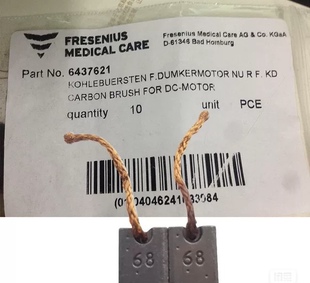 FRESENIUS
MEDICAL CARE
Fresenius Medical Care AG & Co. KGaA
D-61346 Bad Homburg
Part No. 6437621
KOHLEBUERSTEN F.DUMKERMOTOR NU R F. KD
CARBON BRUSH FOR DC-MOTOR
quantity 10 unit PCE
68 68